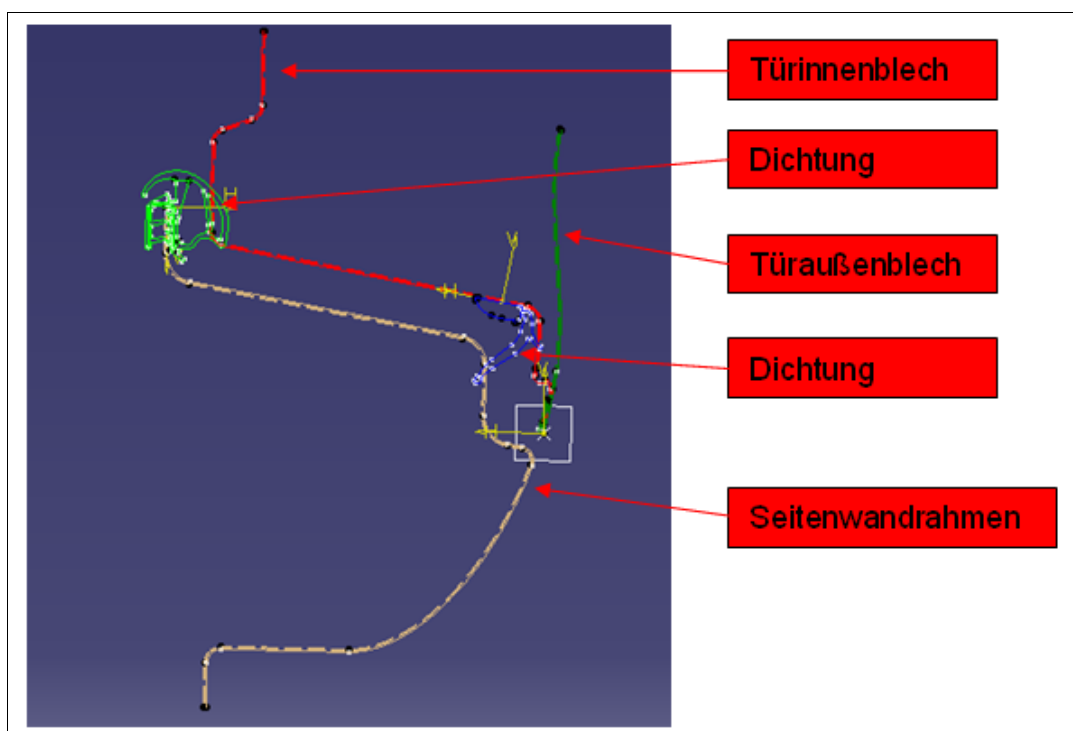 Türinnenblech
Dichtung
H
V
H
Türaußenblech
Dichtung
V
H
Seitenwandrahmen